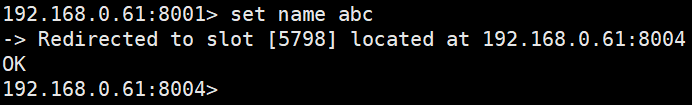 192.168.0.61:8001> set name abc
-> Redirected to slot [5798] located at 192.168.0.61:8004
OK
192.168.0.61:8004>